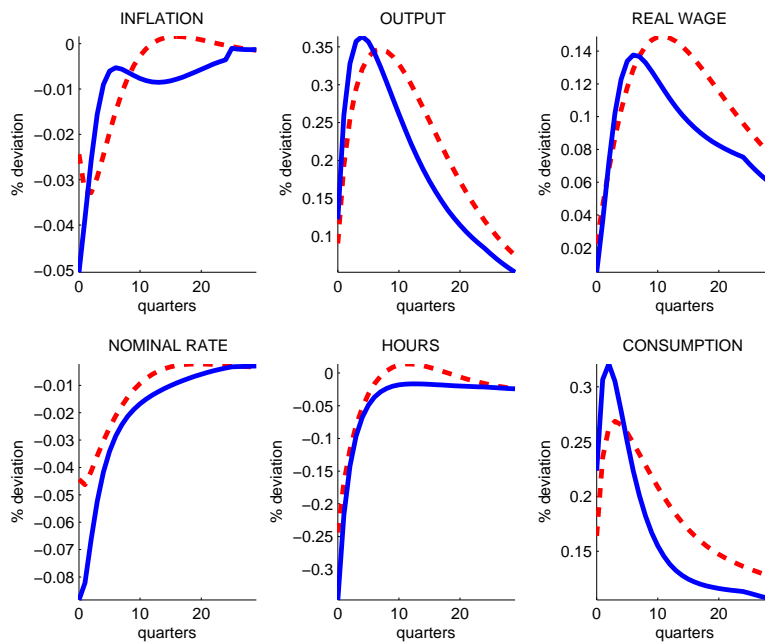 INFLATION
% deviation
0
−0.01
−0.02
−0.03
−0.04
−0.05
0 10 20
quarters
OUTPUT
% deviation
0.35
0.3
0.25
0.2
0.15
0.1
0 10 20
quarters
REAL WAGE
% deviation
0.14
0.12
0.1
0.08
0.06
0.04
0.02
0 10 20
quarters
NOMINAL RATE
% deviation
−0.01
−0.02
−0.03
−0.04
−0.05
−0.06
−0.07
−0.08
0 10 20
quarters
HOURS
% deviation
0
−0.05
−0.1
−0.15
−0.2
−0.25
−0.3
0 10 20
quarters
CONSUMPTION
% deviation
0.3
0.25
0.2
0.15
0 10 20
quarters